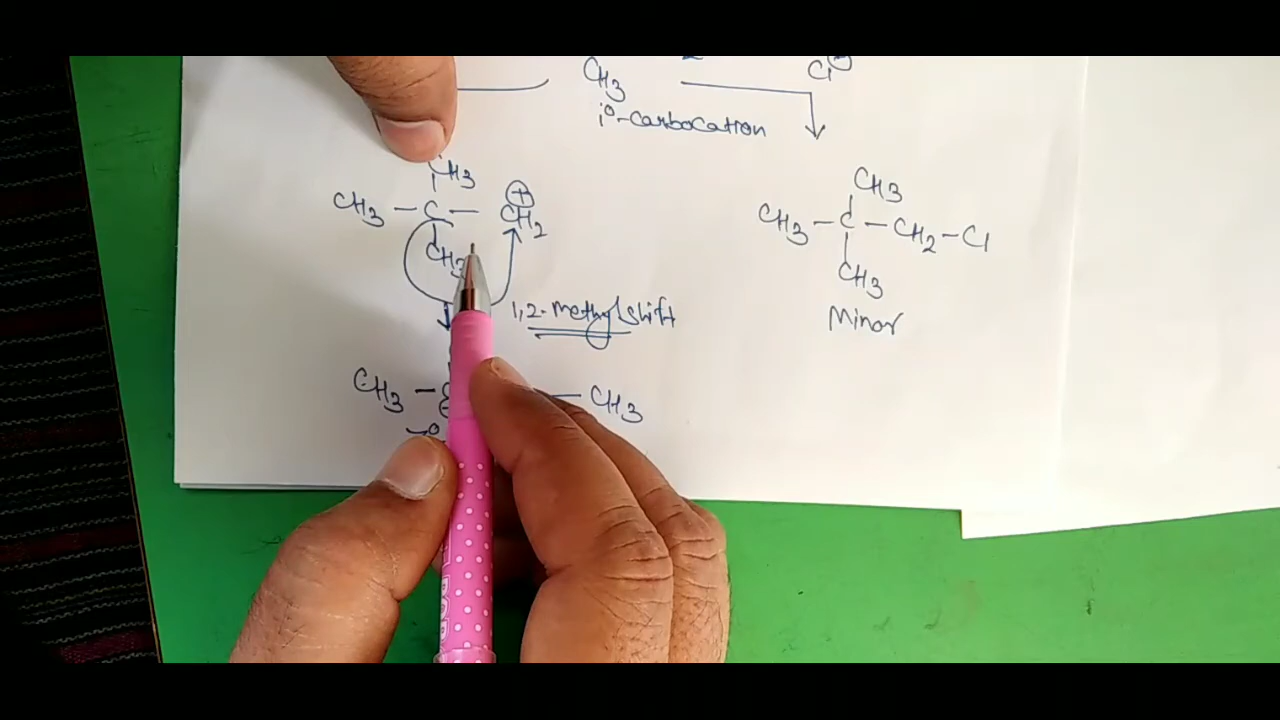 CH3
Cl⊖
1°-carbocation
CH3
CH3 - C - CH2 ⊕
CH3
1,2-methyl shift
CH3 -
- CH3
CH3
CH3 - C - CH2 - Cl
CH3
Minor